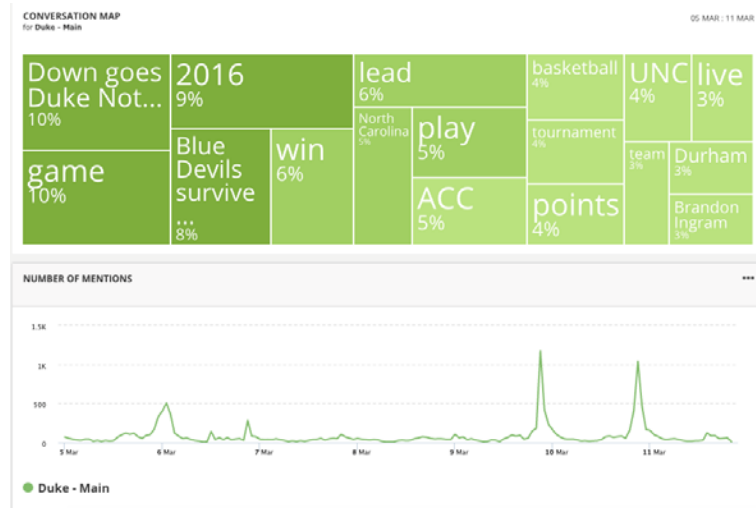 CONVERSATION MAP
for Duke - Main
05 MAR : 11 MAR
Down goes
Duke Not...
10%
game
10%
2016
9%
Blue
Devils
survive
...
8%
win
6%
lead
6%
North
Carolina
5%
play
5%
ACC
5%
basketball
4%
tournament
4%
points
4%
UNC
4%
live
3%
team
3%
Durham
3%
Brandon
Ingram
3%
NUMBER OF MENTIONS
1.5K
1K
500
0
5 Mar
6 Mar
7 Mar
8 Mar
9 Mar
10 Mar
11 Mar
Duke - Main